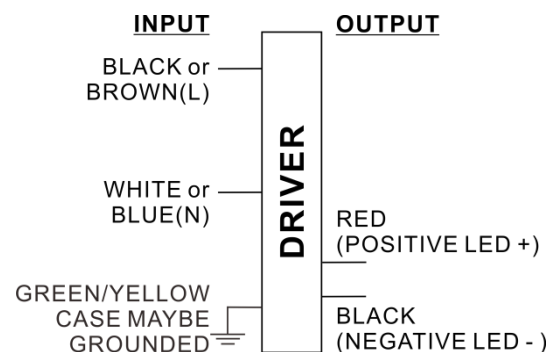 INPUT
OUTPUT
BLACK or
BROWN(L)
WHITE or
BLUE(N)
GREEN/YELLOW
CASE MAYBE
GROUNDED
DRIVER
RED
(POSITIVE LED +)
BLACK
(NEGATIVE LED - )